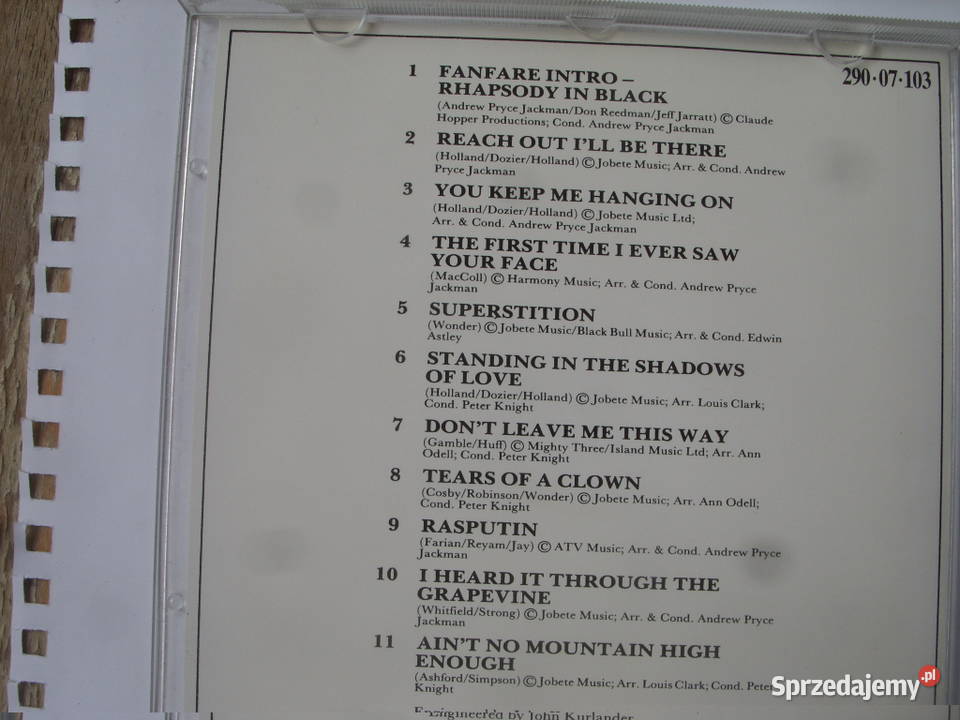 290·07·103
1 FANFARE INTRO –
RHAPSODY IN BLACK
(Andrew Pryce Jackman/Don Reedman/Jeff Jarratt) © Claude
Hopper Productions; Cond. Andrew Pryce Jackman
2 REACH OUT I'LL BE THERE
(Holland/Dozier/Holland) © Jobete Music; Arr. & Cond. Andrew
Pryce Jackman
3 YOU KEEP ME HANGING ON
(Holland/Dozier/Holland) © Jobete Music Ltd;
Arr. & Cond. Andrew Pryce Jackman
4 THE FIRST TIME I EVER SAW
YOUR FACE
(MacColl) © Harmony Music; Arr. & Cond. Andrew Pryce
Jackman
5 SUPERSTITION
(Wonder) © Jobete Music/Black Bull Music; Arr. & Cond. Edwin
Astley
6 STANDING IN THE SHADOWS
OF LOVE
(Holland/Dozier/Holland) © Jobete Music; Arr. Louis Clark;
Cond. Peter Knight
7 DON'T LEAVE ME THIS WAY
(Gamble/Huff) © Mighty Three/Island Music Ltd; Arr. Ann
Odell; Cond. Peter Knight
8 TEARS OF A CLOWN
(Cosby/Robinson/Wonder) © Jobete Music; Arr. Ann Odell;
Cond. Peter Knight
9 RASPUTIN
(Farian/Reyam/Jay) © ATV Music; Arr. & Cond. Andrew Pryce
Jackman
10 I HEARD IT THROUGH THE
GRAPEVINE
(Whitfield/Strong) © Jobete Music; Arr. & Cond. Andrew Pryce
Jackman
11 AIN'T NO MOUNTAIN HIGH
ENOUGH
(Ashford/Simpson) © Jobete Music; Arr. Louis Clark; Cond. Peter
Knight
by John Kurlander
Sprzedajemy.pl